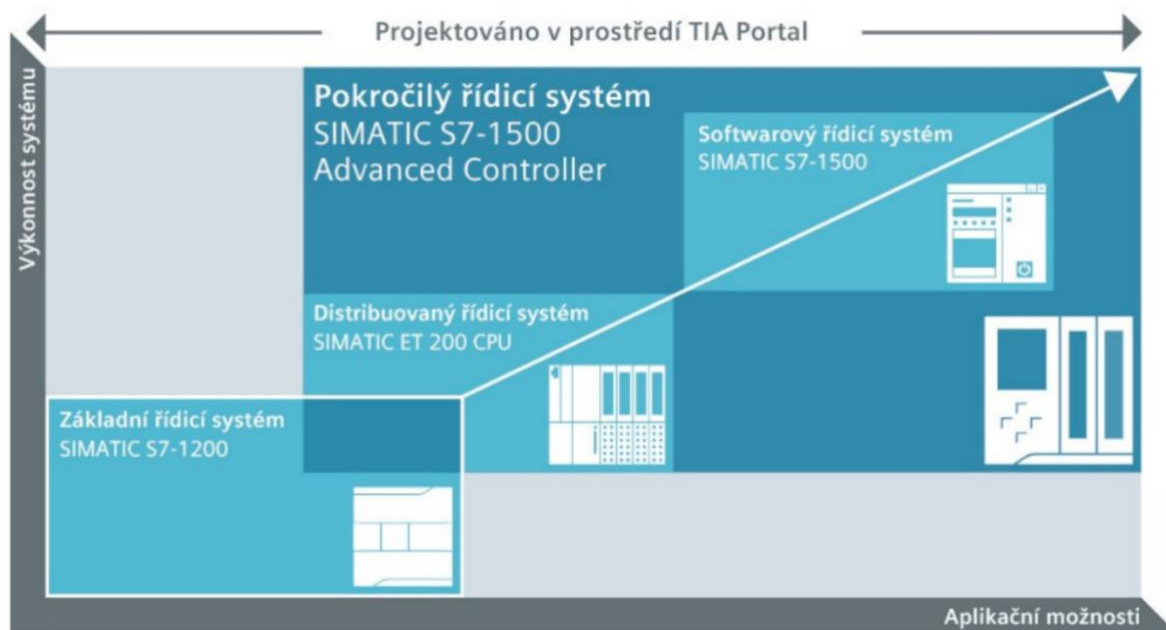 Projektováno v prostředí TIA Portal
Výkonnost systému
Pokročilý řídicí systém
SIMATIC S7-1500
Advanced Controller
Softwarový řídicí systém
SIMATIC S7-1500
Distribuovaný řídicí systém
SIMATIC ET 200 CPU
Základní řídicí systém
SIMATIC S7-1200
Aplikační možnosti